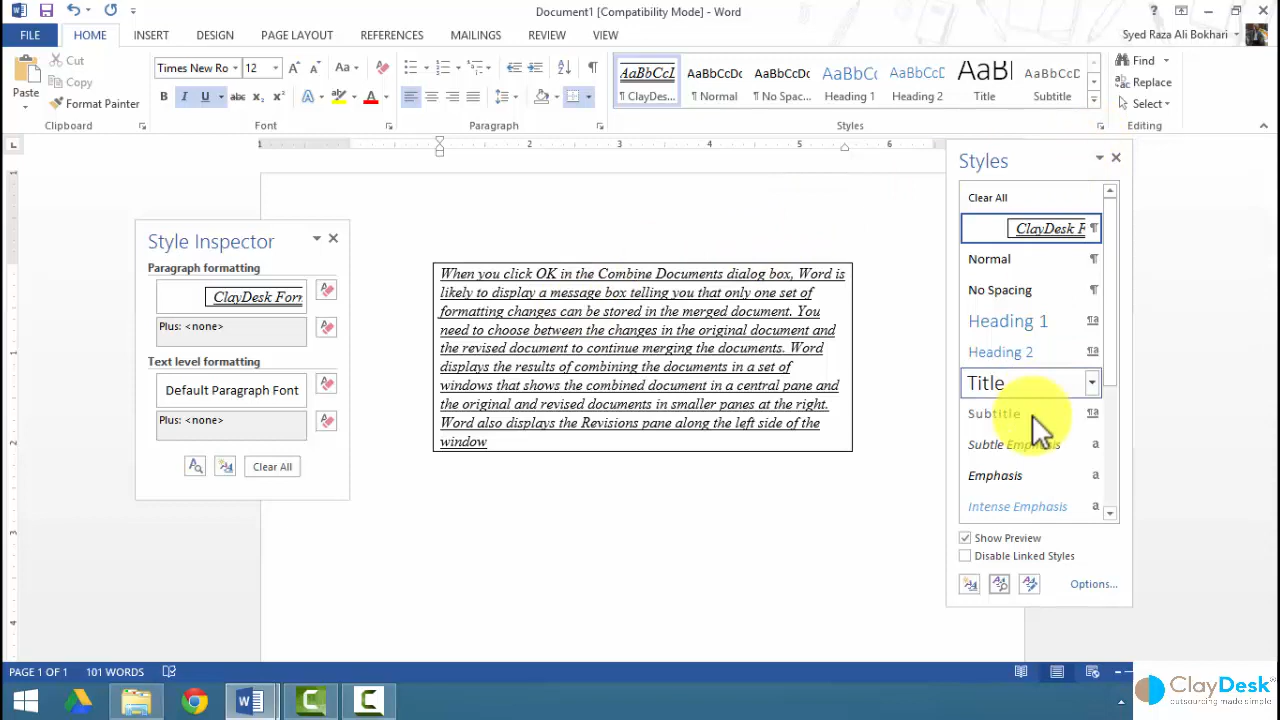 Document1 [Compatibility Mode] - Word
FILE HOME INSERT DESIGN PAGE LAYOUT REFERENCES MAILINGS REVIEW VIEW
Syed Raza Ali Bokhari
Paste
Cut
Copy
Format Painter
Clipboard
Times New Ro 12
Font
Paragraph
AaBbCcI AaBbCcDc AaBbCcDc AaBbCc AaBbCcE AaB AaBbCcD
¶ ClayDes... ¶ Normal ¶ No Spac... Heading 1 Heading 2 Title Subtitle
Styles
Find
Replace
Select
Editing
Style Inspector
Paragraph formatting
ClayDesk Forn
Plus: <none>
Text level formatting
Default Paragraph Font
Plus: <none>
Clear All
When you click OK in the Combine Documents dialog box, Word is
likely to display a message box telling you that only one set of
formatting changes can be stored in the merged document. You
need to choose between the changes in the original document and
the revised document to continue merging the documents. Word
displays the results of combining the documents in a set of
windows that shows the combined document in a central pane and
the original and revised documents in smaller panes at the right.
Word also displays the Revisions pane along the left side of the
window
Styles
Clear All
ClayDesk F
Normal
No Spacing
Heading 1
Heading 2
Title
Subtitle
Subtle Emphasis
Emphasis
Intense Emphasis
Show Preview
Disable Linked Styles
Options...
PAGE 1 OF 1 101 WORDS
ClayDesk
outsourcing made simple